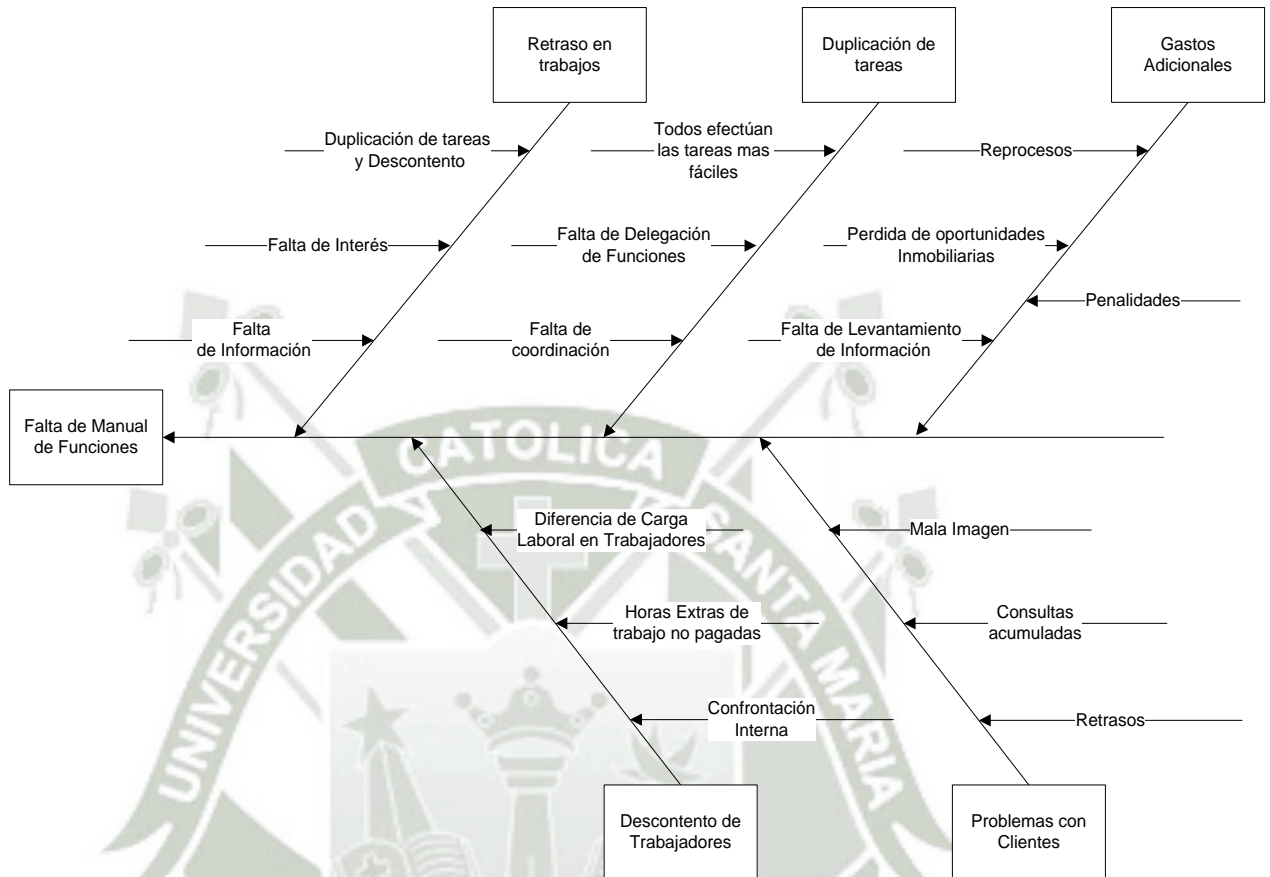 Retraso en
trabajos
Duplicación de
tareas
Gastos
Adicionales
Duplicación de tareas
y Descontento
Todos efectúan
las tareas mas
fáciles
Reprocesos
Falta de Interés
Falta de Delegación
de Funciones
Perdida de oportunidades
Inmobiliarias
Penalidades
Falta
de Información
Falta de
coordinación
Falta de Levantamiento
de Información
Falta de Manual
de Funciones
Diferencia de Carga
Laboral en Trabajadores
Mala Imagen
Horas Extras de
trabajo no pagadas
Consultas
acumuladas
Confrontación
Interna
Retrasos
Descontento de
Trabajadores
Problemas con
Clientes
UNIVERSIDAD CATOLICA SANTA MARIA